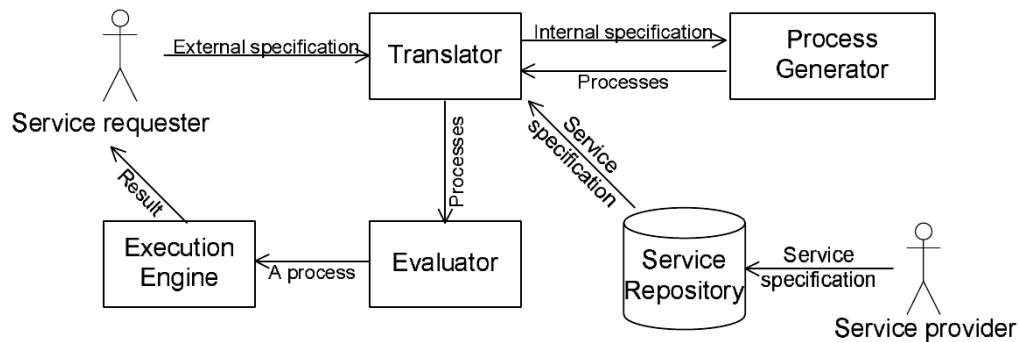 External specification
Translator
Internal specification
Processes
Process
Generator
Service requester
Processes
Service
specification
Result
Execution
Engine
A process
Evaluator
Service
Repository
Service
specification
Service provider